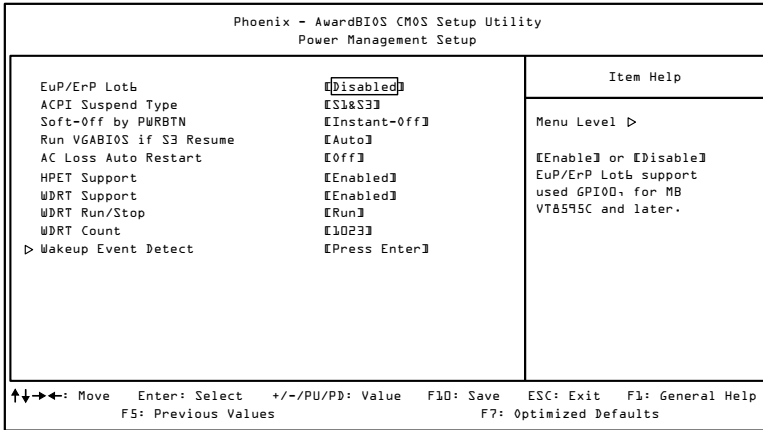 Phoenix - AwardBIOS CMOS Setup Utility
Power Management Setup
EuP/ErP Lot6 [Disabled]
ACPI Suspend Type [S1&S3]
Soft-Off by PWRBTN [Instant-Off]
Run VGABIOS if S3 Resume [Auto]
AC Loss Auto Restart [Off]
HPET Support [Enabled]
WDRT Support [Enabled]
WDRT Run/Stop [Run]
WDRT Count [1023]
▷ Wakeup Event Detect [Press Enter]
Item Help
Menu Level ▷
[Enable] or [Disable]
EuP/ErP Lot6 support
used GPIO0, for MB
VT8595C and later.
↑↓→←: Move Enter: Select +/-/PU/PD: Value F10: Save ESC: Exit F1: General Help
F5: Previous Values F7: Optimized Defaults